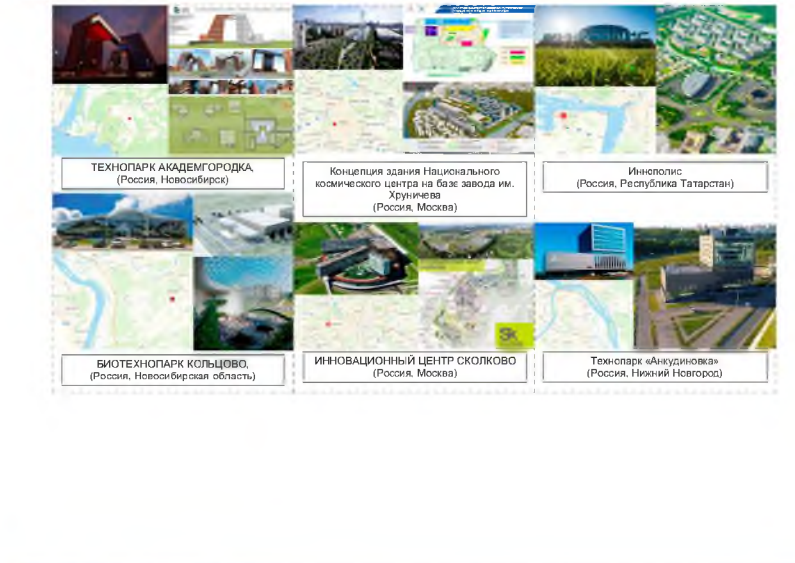 ТЕХНОПАРК АКАДЕМГОРОДКА,
(Россия, Новосибирск)
Концепция здания Национального
космического центра на базе завода им.
Хруничева
(Россия, Москва)
Иннополис
(Россия, Республика Татарстан)
Sk
БИОТЕХНОПАРК КОЛЬЦОВО,
(Россия, Новосибирская область)
ИННОВАЦИОННЫЙ ЦЕНТР СКОЛКОВО
(Россия, Москва)
Технопарк «Анкудиновка»
(Россия, Нижний Новгород)